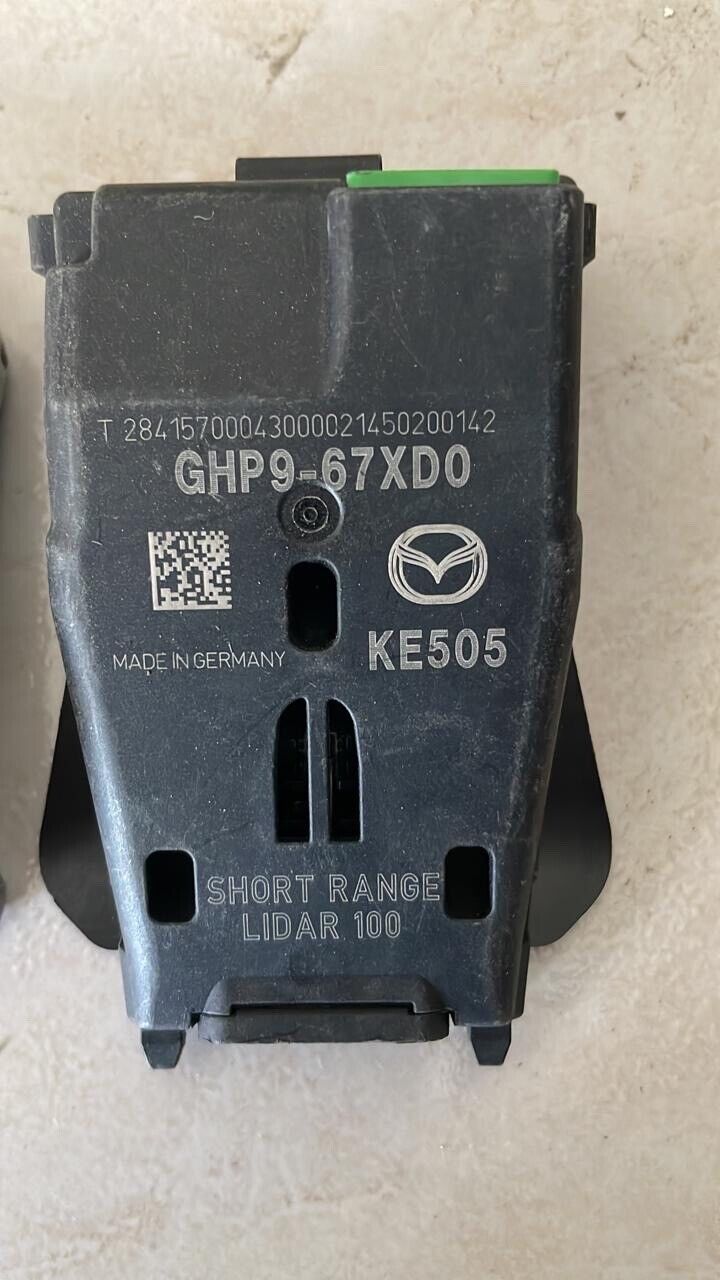 T 28415700043000021450200142
GHP9-67XD0
MADE IN GERMANY
KE505
SHORT RANGE
LIDAR 100